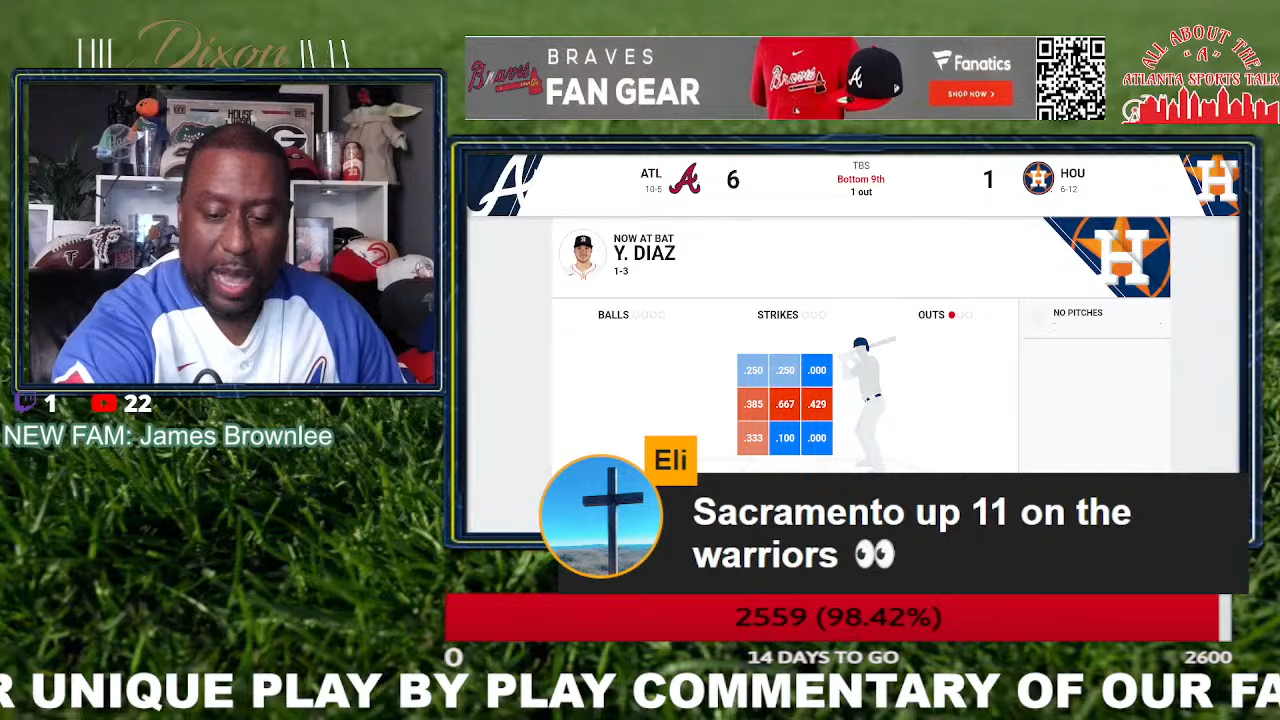 Dixon
BRAVES
FAN GEAR
Braves
Braves
A
Fanatics
SHOP NOW >
ALL ABOUT THE
"A"
ATLANTA SPORTS TALK
HOUSE
G
ATL
10-5
6
TBS
Bottom 9th
1 out
1
HOU
6-12
H
NOW AT BAT
Y. DIAZ
1-3
H
BALLS
STRIKES
OUTS
NO PITCHES
.250 .250 .000
.385 .667 .429
.333 .100 .000
1 22
NEW FAM: James Brownlee
Eli
Sacramento up 11 on the
warriors 👀
2559 (98.42%)
0 14 DAYS TO GO 2600
R UNIQUE PLAY BY PLAY COMMENTARY OF OUR FA